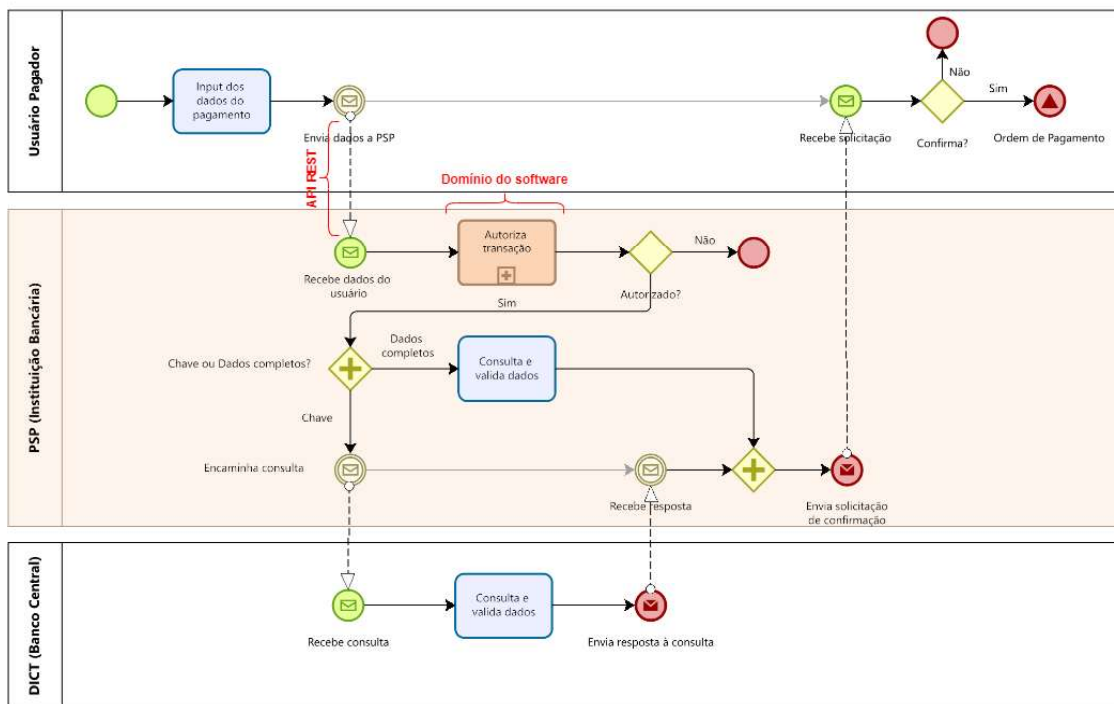 Usuário Pagador
Input dos
dados do
pagamento
Envia dados a PSP
Recebe solicitação
Não
Sim
Confirma?
Ordem de Pagamento
API REST
Domínio do software
PSP (Instituição Bancária)
Recebe dados do
usuário
Autoriza
transação
Não
Autorizado?
Sim
Chave ou Dados completos?
Dados
completos
Consulta e
valida dados
Chave
Encaminha consulta
Recebe resposta
Envia solicitação
de confirmação
DICT (Banco Central)
Recebe consulta
Consulta e
valida dados
Envia resposta à consulta